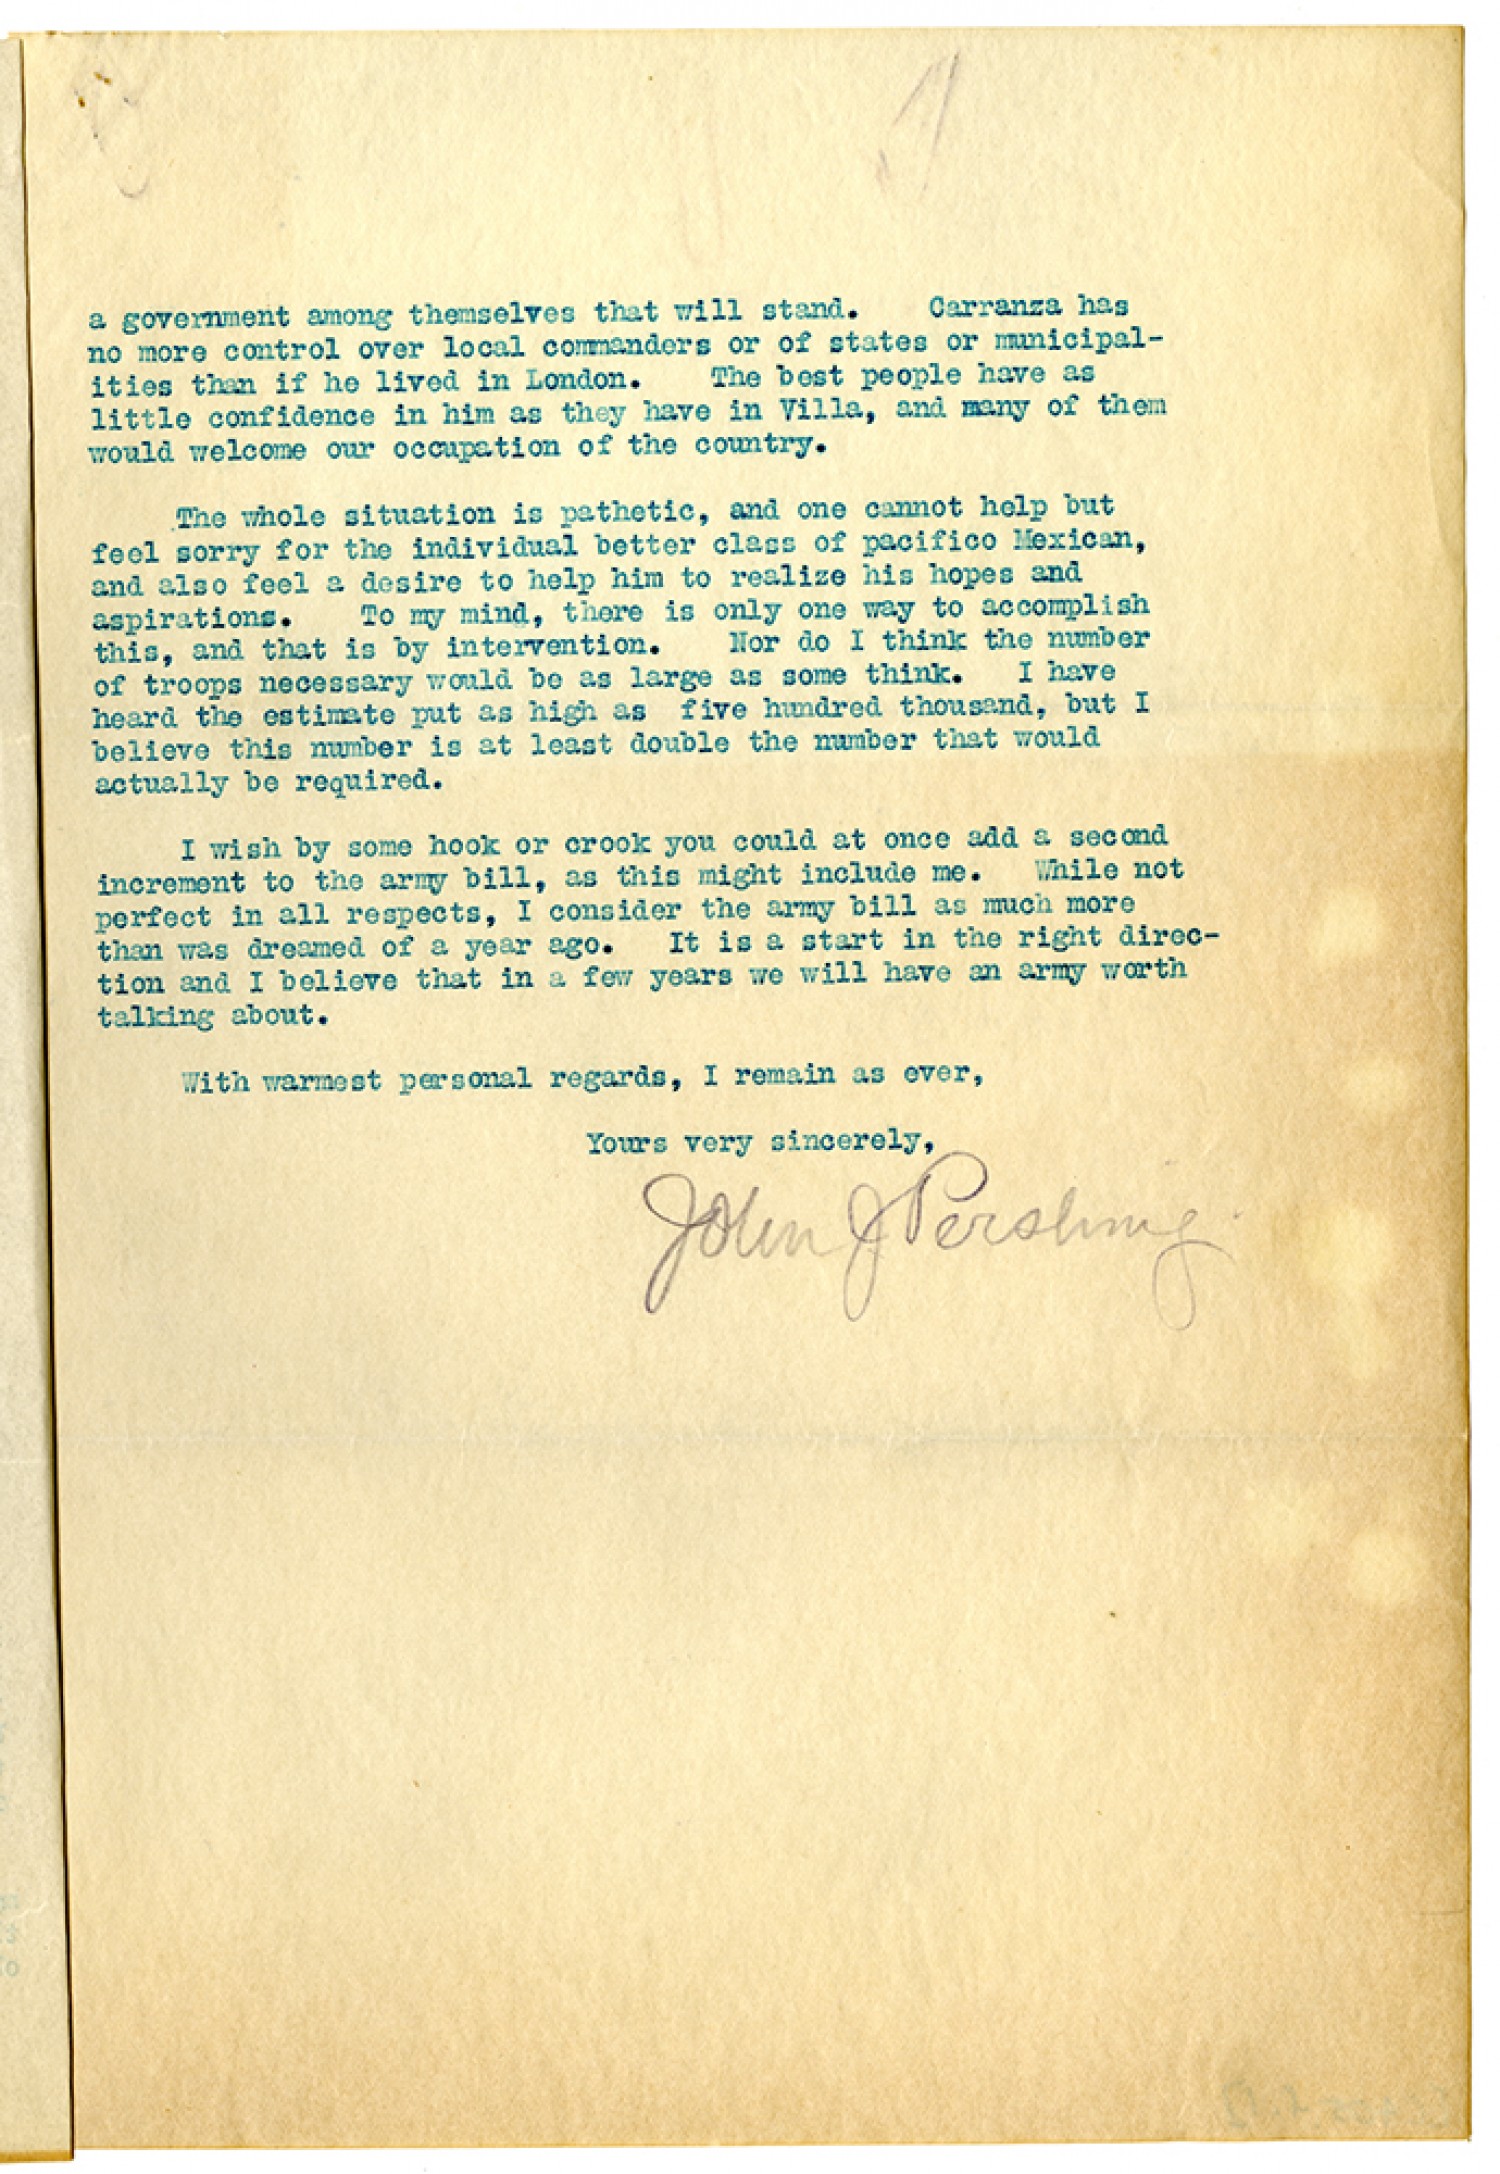 a government among themselves that will stand. Carranza has
no more control over local commanders or of states or municipal-
ities than if he lived in London. The best people have as
little confidence in him as they have in Villa, and many of them
would welcome our occupation of the country.
The whole situation is pathetic, and one cannot help but
feel sorry for the individual better class of pacifico Mexican,
and also feel a desire to help him to realize his hopes and
aspirations. To my mind, there is only one way to accomplish
this, and that is by intervention. Nor do I think the number
of troops necessary would be as large as some think. I have
heard the estimate put as high as five hundred thousand, but I
believe this number is at least double the number that would
actually be required.
I wish by some hook or crook you could at once add a second
increment to the army bill, as this might include me. While not
perfect in all respects, I consider the army bill as much more
than was dreamed of a year ago. It is a start in the right direc-
tion and I believe that in a few years we will have an army worth
talking about.
With warmest personal regards, I remain as ever,
Yours very sincerely,
John J Pershing